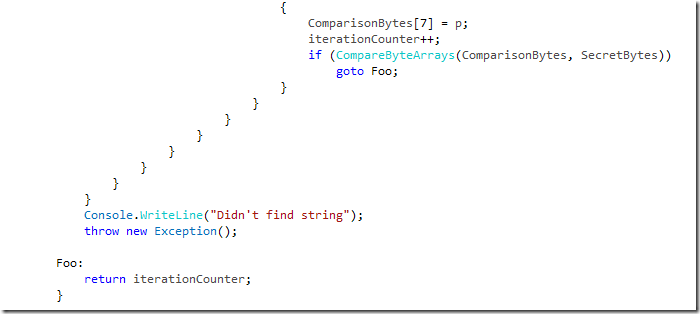 {
ComparisonBytes[7] = p;
iterationCounter++;
if (CompareByteArrays(ComparisonBytes, SecretBytes))
goto Foo;
}
}
}
}
}
}
}
}
Console.WriteLine("Didn't find string");
throw new Exception();
Foo:
return iterationCounter;
}